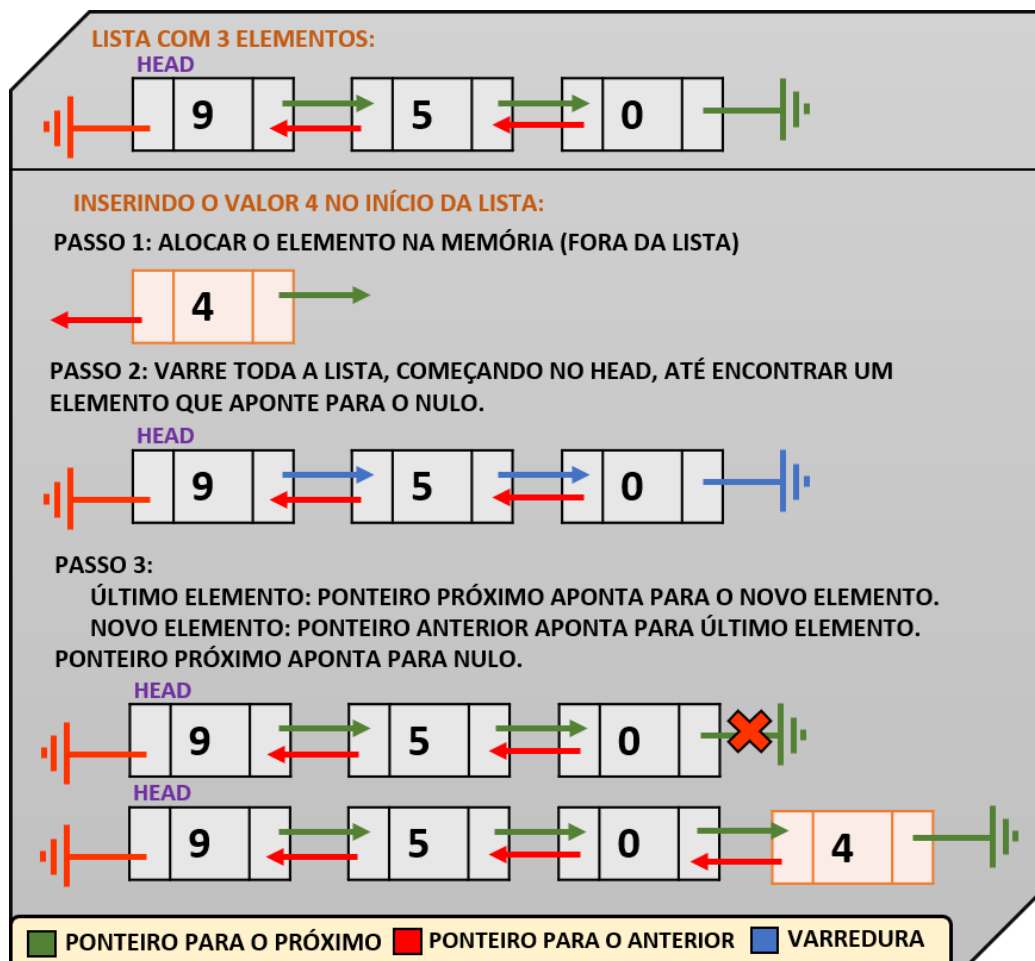 LISTA COM 3 ELEMENTOS:
HEAD
9 5 0
INSERINDO O VALOR 4 NO INÍCIO DA LISTA:
PASSO 1: ALOCAR O ELEMENTO NA MEMÓRIA (FORA DA LISTA)
4
PASSO 2: VARRE TODA A LISTA, COMEÇANDO NO HEAD, ATÉ ENCONTRAR UM
ELEMENTO QUE APONTE PARA O NULO.
HEAD
9 5 0
PASSO 3:
ÚLTIMO ELEMENTO: PONTEIRO PRÓXIMO APONTA PARA O NOVO ELEMENTO.
NOVO ELEMENTO: PONTEIRO ANTERIOR APONTA PARA ÚLTIMO ELEMENTO.
PONTEIRO PRÓXIMO APONTA PARA NULO.
HEAD
9 5 0
HEAD
9 5 0 4
PONTEIRO PARA O PRÓXIMO PONTEIRO PARA O ANTERIOR VARREDURA